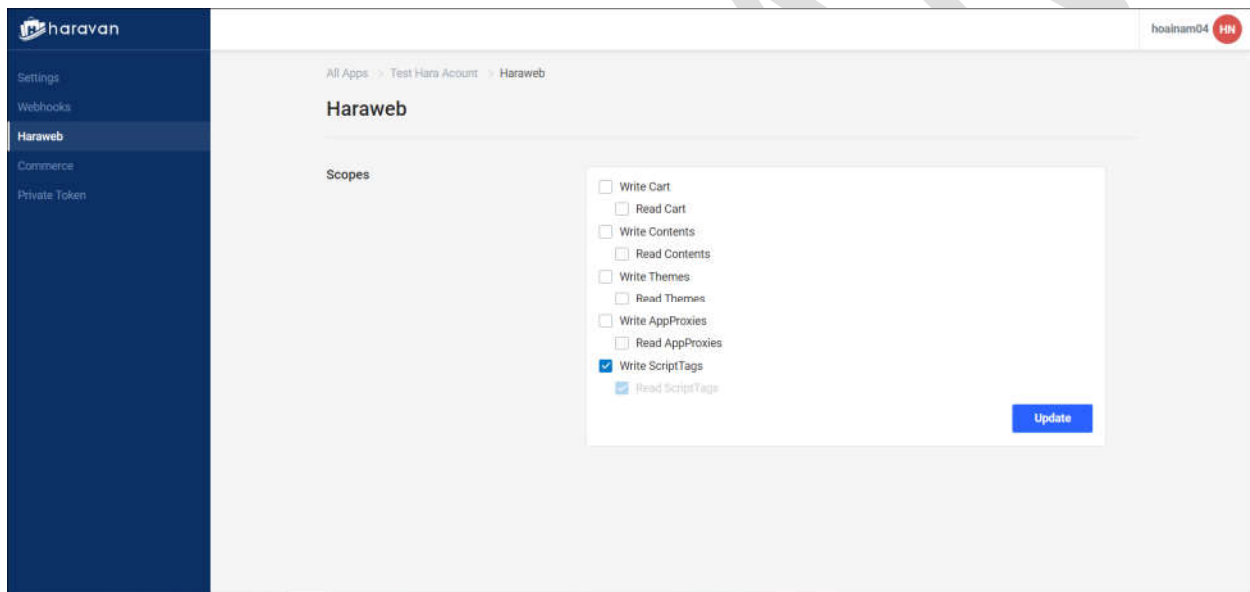 haravan
hoainam04 HN
Settings
Webhooks
Haraweb
Commerce
Private Token
All Apps > Test Hara Acount > Haraweb
Haraweb
Scopes
Write Cart
Read Cart
Write Contents
Read Contents
Write Themes
Read Themes
Write AppProxies
Read AppProxies
Write ScriptTags
Read ScriptTags
Update